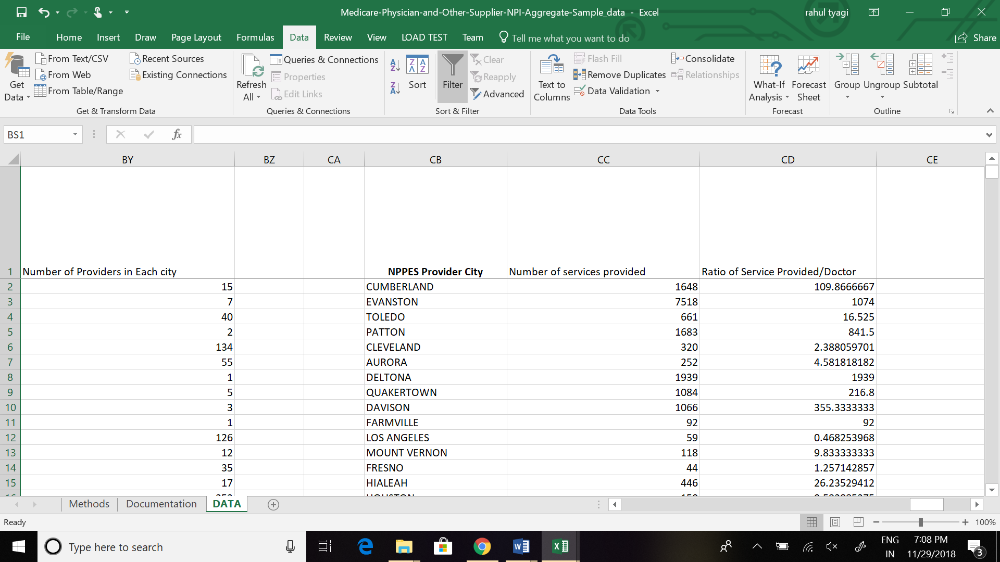 Medicare-Physician-and-Other-Supplier-NPI-Aggregate-Sample_data - Excel
rahul tyagi
File Home Insert Draw Page Layout Formulas Data Review View LOAD TEST Team Tell me what you want to do Share
Get Data
From Text/CSV
From Web
From Table/Range
Recent Sources
Existing Connections
Get & Transform Data
Refresh All
Queries & Connections
Properties
Edit Links
Queries & Connections
Sort
Filter
Clear
Reapply
Advanced
Sort & Filter
Text to Columns
Flash Fill
Remove Duplicates
Data Validation
Consolidate
Relationships
Data Tools
What-If Analysis
Forecast Sheet
Forecast
Group
Ungroup
Subtotal
Outline
BS1
fx
BY BZ CA CB CC CD CE
1 Number of Providers in Each city NPPES Provider City Number of services provided Ratio of Service Provided/Doctor
2 15 CUMBERLAND 1648 109.8666667
3 7 EVANSTON 7518 1074
4 40 TOLEDO 661 16.525
5 2 PATTON 1683 841.5
6 134 CLEVELAND 320 2.388059701
7 55 AURORA 252 4.581818182
8 1 DELTONA 1939 1939
9 5 QUAKERTOWN 1084 216.8
10 3 DAVISON 1066 355.3333333
11 1 FARMVILLE 92 92
12 126 LOS ANGELES 59 0.468253968
13 12 MOUNT VERNON 118 9.833333333
14 35 FRESNO 44 1.257142857
15 17 HIALEAH 446 26.23529412
Methods Documentation DATA
Ready
100%
Type here to search
ENG
IN
7:08 PM
11/29/2018
3